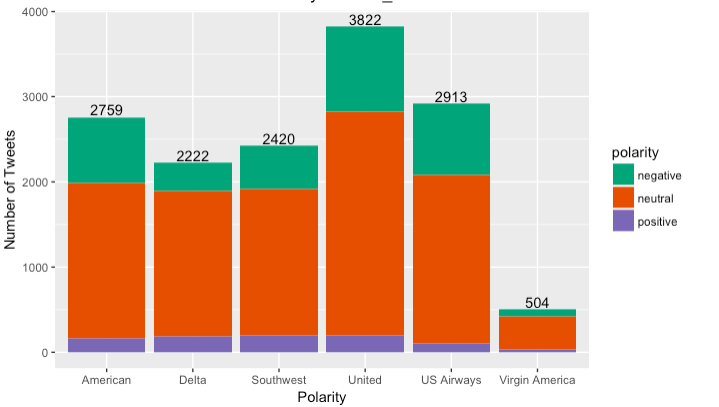 4000
3000
2000
1000
0
Number of Tweets
2759
2222
2420
3822
2913
504
American
Delta
Southwest
United
US Airways
Virgin America
Polarity
polarity
negative
neutral
positive